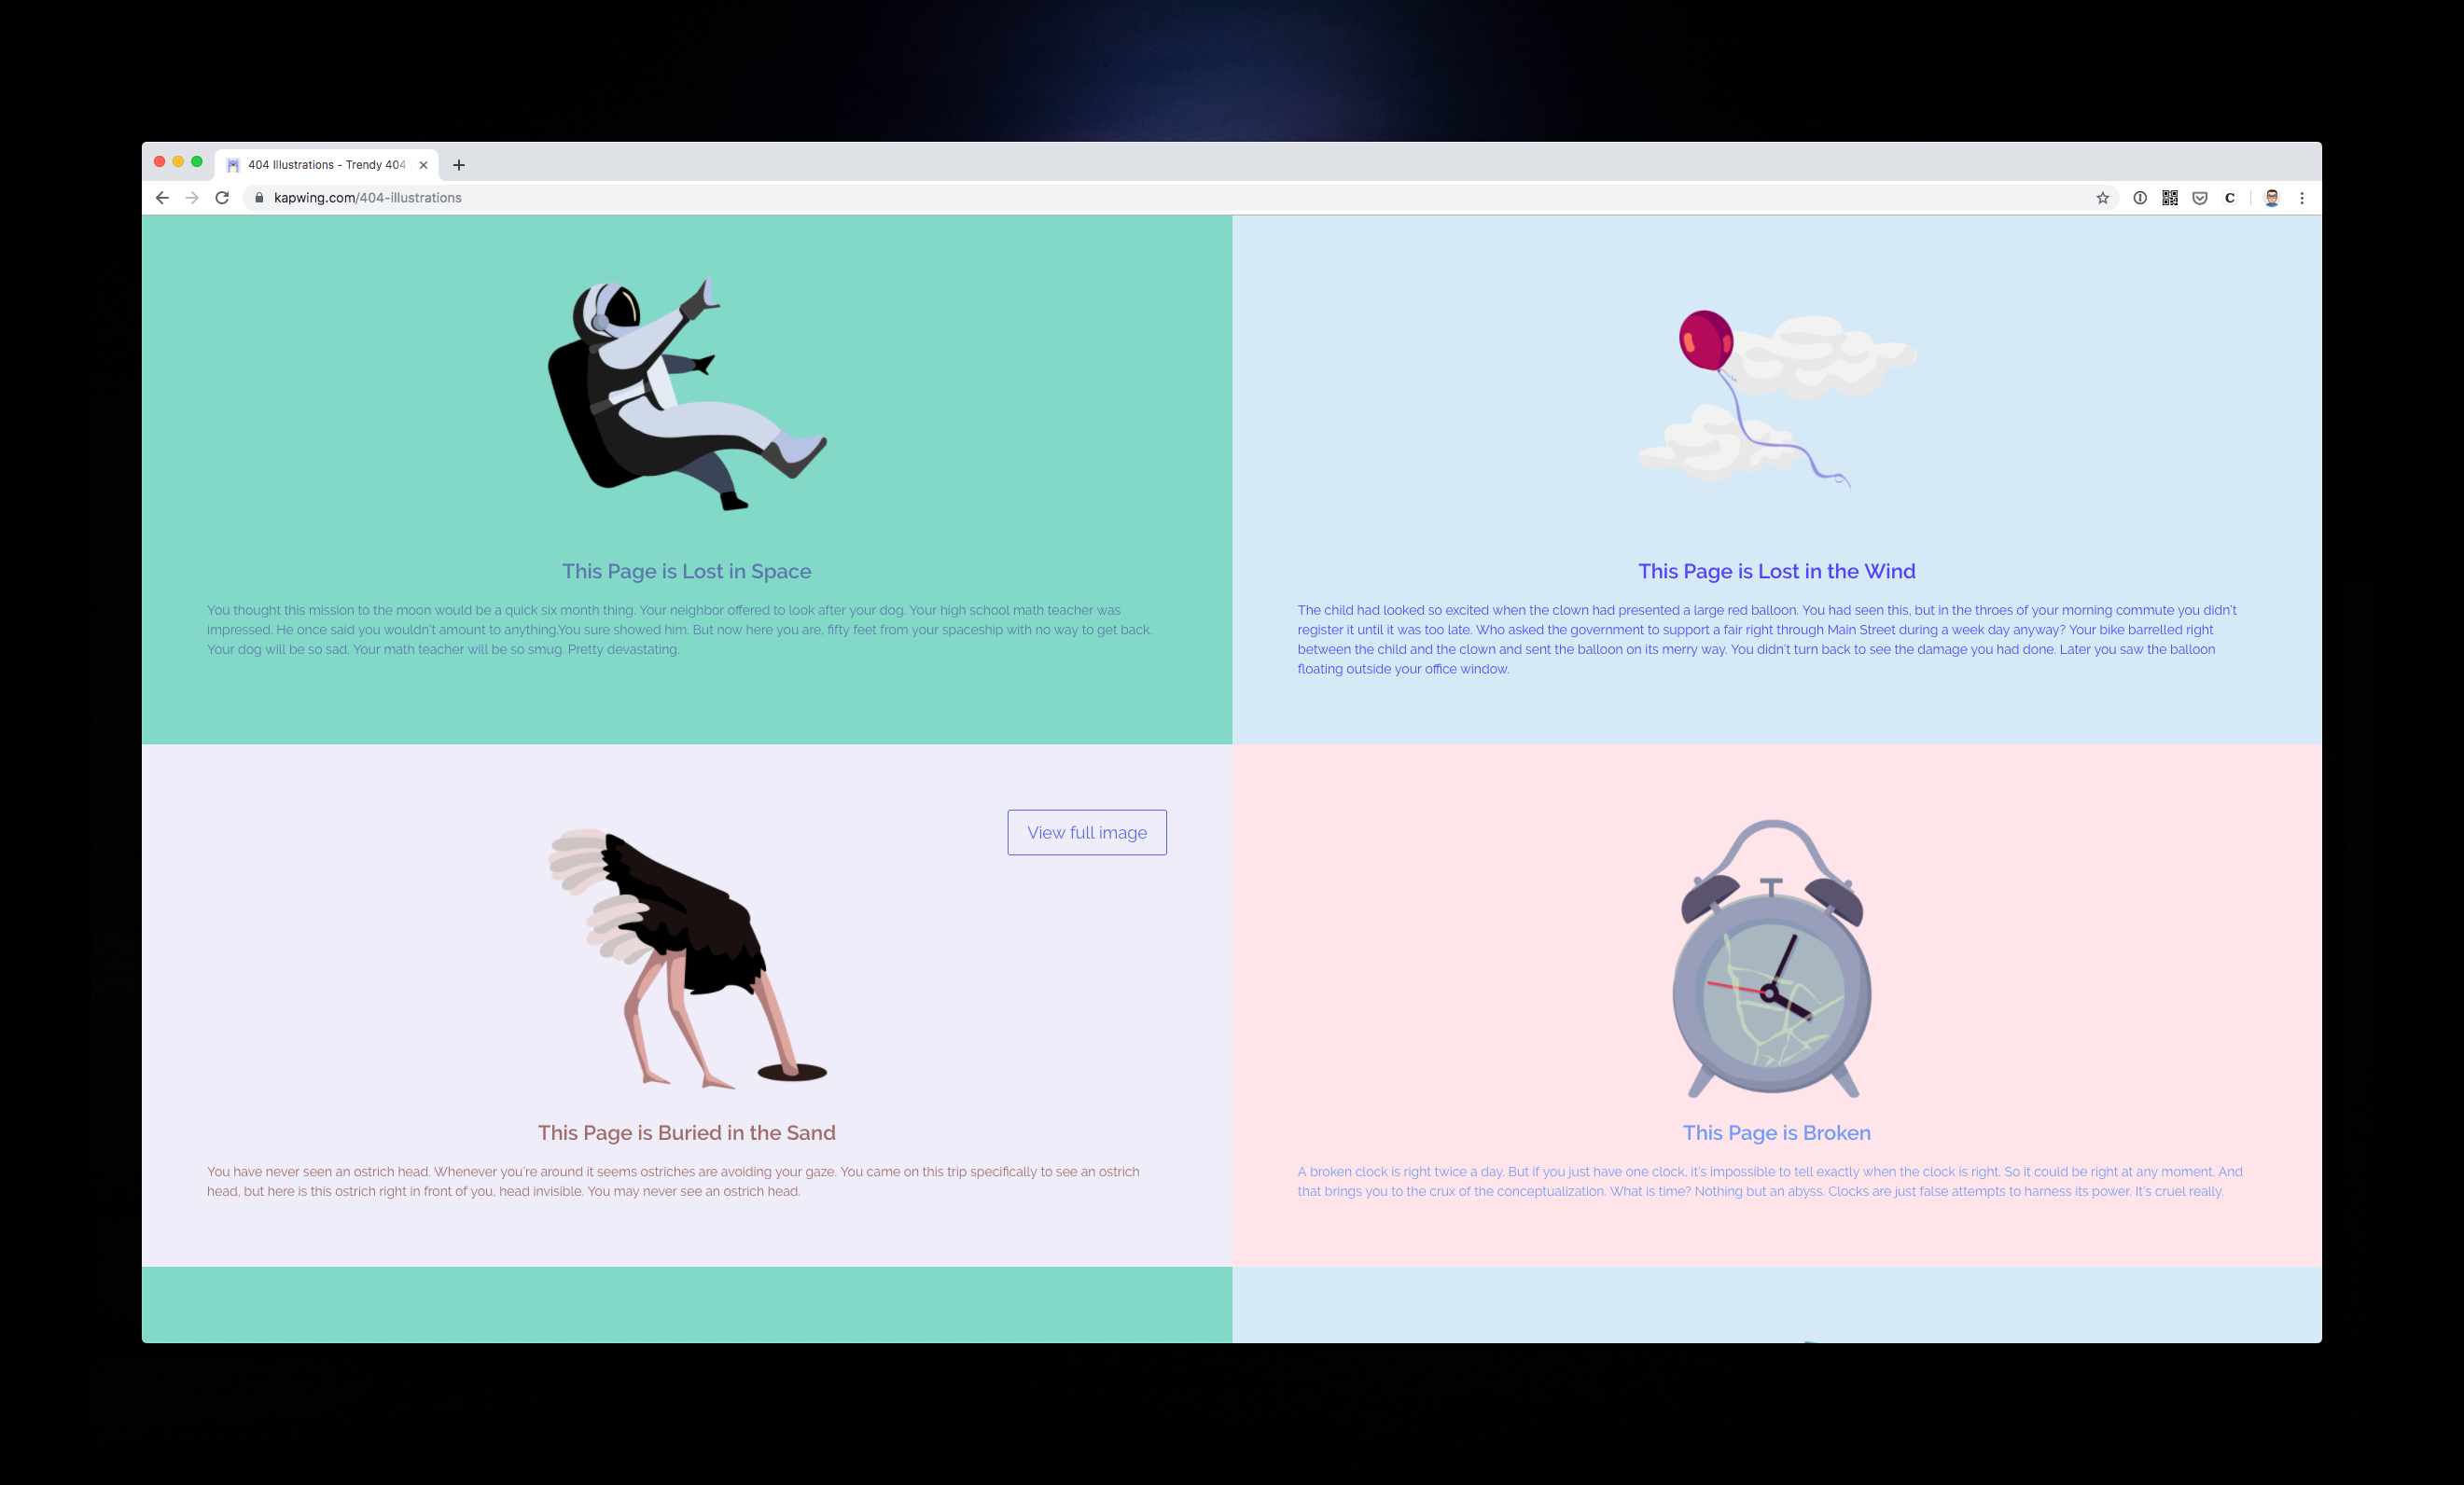 404 Illustrations - Trendy 404
kapwing.com/404-illustrations
C
This Page is Lost in Space
You thought this mission to the moon would be a quick six month thing. Your neighbor offered to look after your dog. Your high school math teacher was
impressed. He once said you wouldn't amount to anything.You sure showed him. But now here you are, fifty feet from your spaceship with no way to get back.
Your dog will be so sad. Your math teacher will be so smug. Pretty devastating.
This Page is Lost in the Wind
The child had looked so excited when the clown had presented a large red balloon. You had seen this, but in the throes of your morning commute you didn't
register it until it was too late. Who asked the government to support a fair right through Main Street during a week day anyway? Your bike barrelled right
between the child and the clown and sent the balloon on its merry way. You didn't turn back to see the damage you had done. Later you saw the balloon
floating outside your office window.
View full image
This Page is Buried in the Sand
You have never seen an ostrich head. Whenever you're around it seems ostriches are avoiding your gaze. You came on this trip specifically to see an ostrich
head, but here is this ostrich right in front of you, head invisible. You may never see an ostrich head.
This Page is Broken
A broken clock is right twice a day. But if you just have one clock, it's impossible to tell exactly when the clock is right. So it could be right at any moment. And
that brings you to the crux of the conceptualization. What is time? Nothing but an abyss. Clocks are just false attempts to harness its power. It's cruel really.